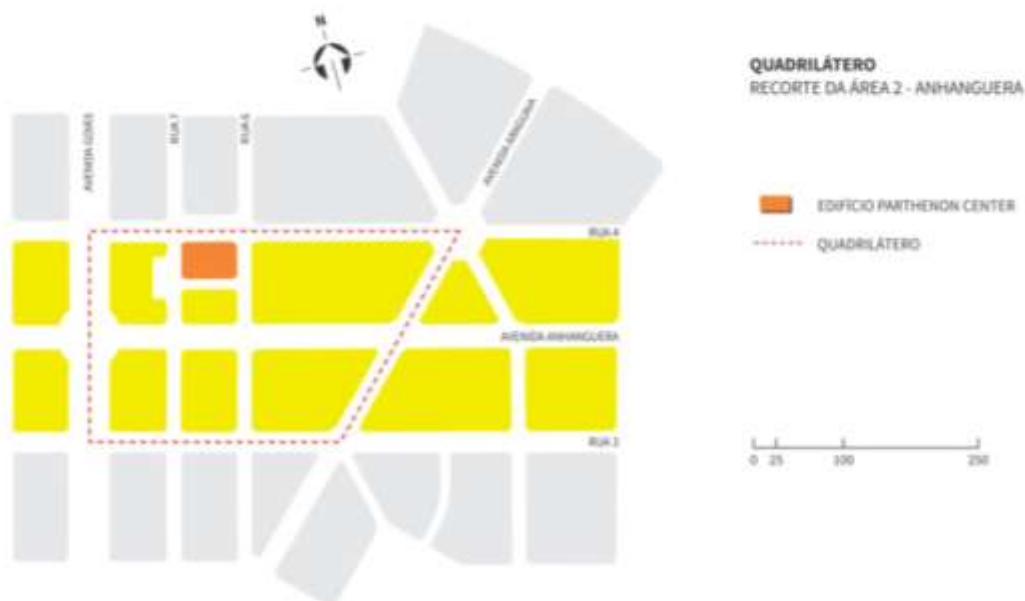 N
QUADRILÁTERO
RECORTE DA ÁREA 2 - ANHANGUERA
AVENIDA GOIÁS
RUA 7
RUA 6
AVENIDA ARAGUAIA
EDIFÍCIO PARTHENON CENTER
RUA 4
QUADRILÁTERO
AVENIDA ANHANGUERA
RUA 3
0 25 100 250